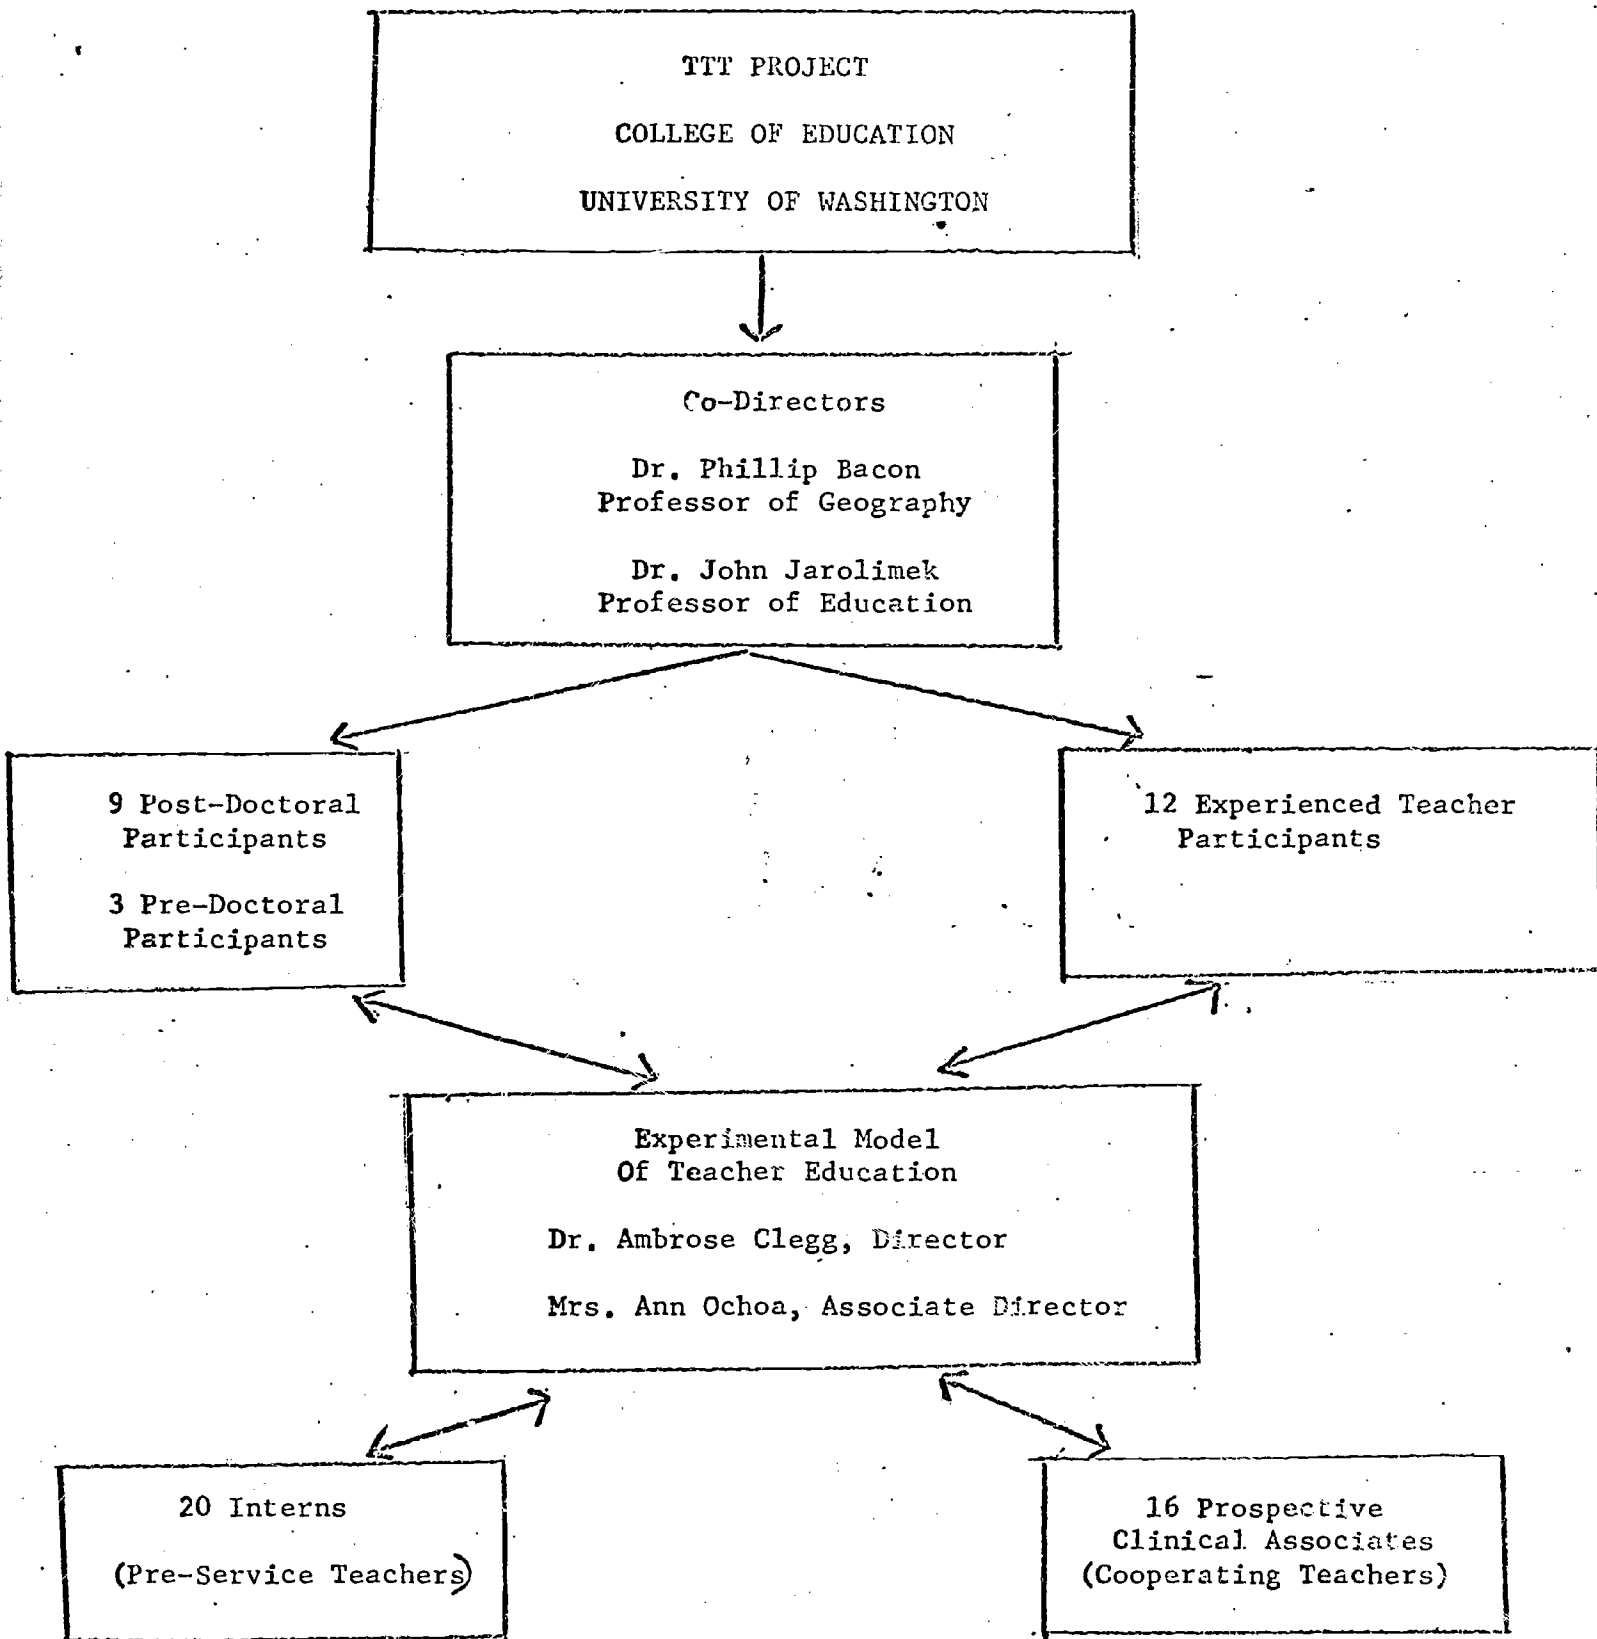 TTT PROJECT
COLLEGE OF EDUCATION
UNIVERSITY OF WASHINGTON
Co-Directors
Dr. Phillip Bacon
Professor of Geography
Dr. John Jarolimek
Professor of Education
9 Post-Doctoral
Participants
3 Pre-Doctoral
Participants
12 Experienced Teacher
Participants
Experimental Model
Of Teacher Education
Dr. Ambrose Clegg, Director
Mrs. Ann Ochoa, Associate Director
20 Interns
(Pre-Service Teachers)
16 Prospective
Clinical Associates
(Cooperating Teachers)